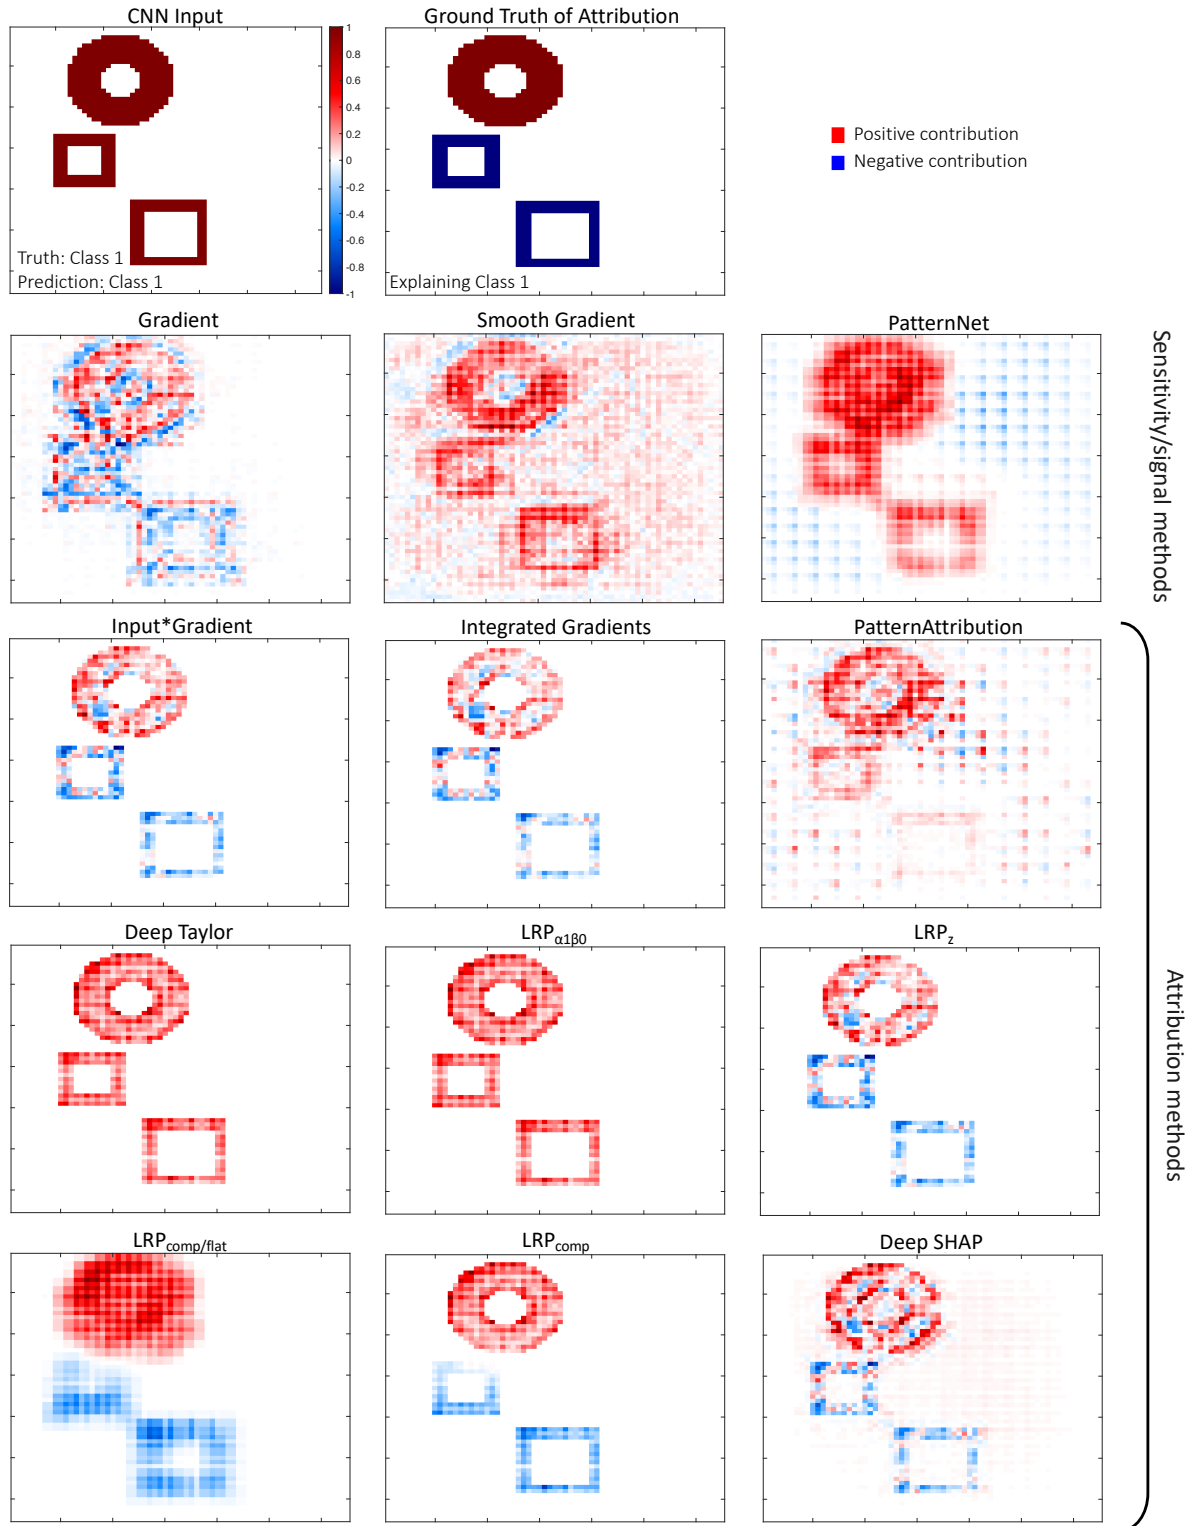 CNN Input
Ground Truth of Attribution
1
0.8
0.6
0.4
0.2
0
-0.2
-0.4
-0.6
-0.8
-1
Truth: Class 1
Prediction: Class 1
Explaining Class 1
Positive contribution
Negative contribution
Gradient
Smooth Gradient
PatternNet
Sensitivity/signal methods
Input*Gradient
Integrated Gradients
PatternAttribution
Deep Taylor
LRPα1β0
LRPz
Attribution methods
LRPcomp/flat
LRPcomp
Deep SHAP